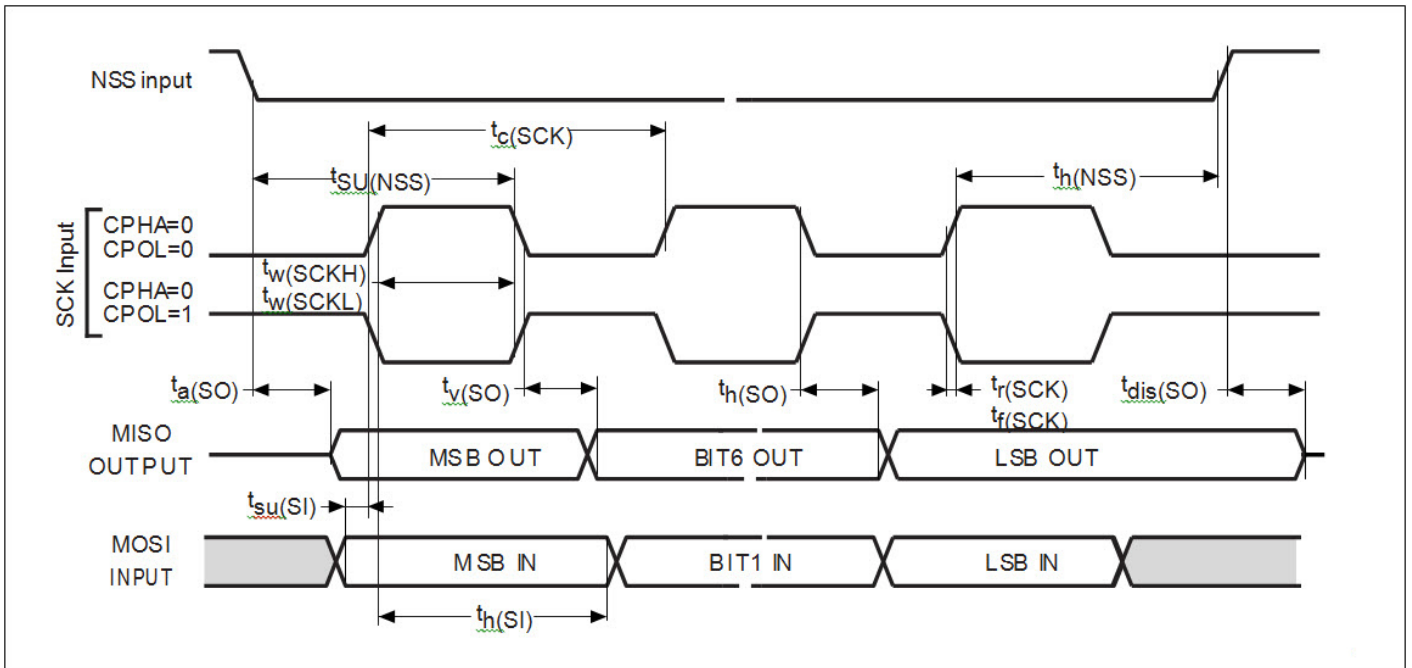 NSS input
tc(SCK)
tSU(NSS)
th(NSS)
SCK Input
CPHA=0
CPOL=0
tw(SCKH)
CPHA=0
tw(SCKL)
CPOL=1
ta(SO)
tv(SO)
th(SO)
tr(SCK)
tf(SCK)
tdis(SO)
MISO
OUTPUT
MSB OUT
BIT6 OUT
LSB OUT
tsu(SI)
MOSI
INPUT
MSB IN
BIT1 IN
LSB IN
th(SI)